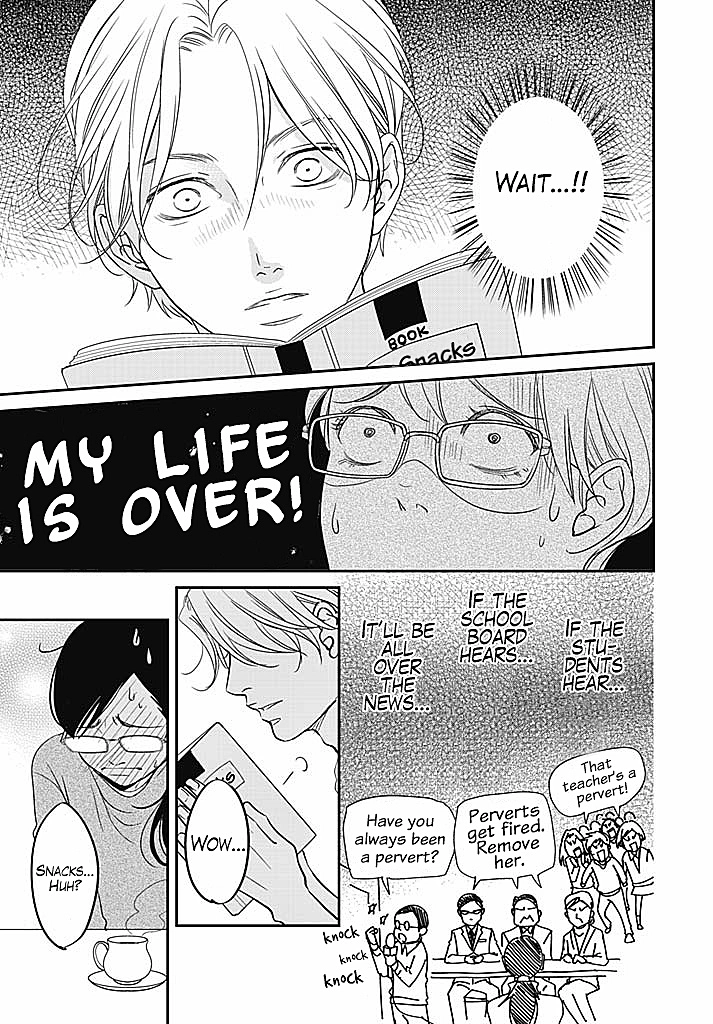 WAIT...!!
BOOK
Snacks
MY LIFE
IS OVER!
IF THE
STU-
DENTS
HEAR...
IF THE
SCHOOL
BOARD
HEARS...
IT'LL BE
ALL
OVER
THE
NEWS...
That
teacher's a
pervert!
Perverts
get fired.
Remove
her.
Have you
always been
a pervert?
knock
knock
knock
WOW...
SNACKS...
HUH?